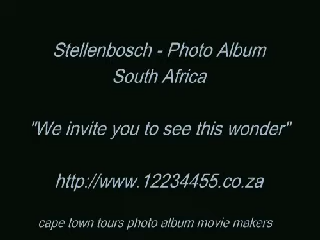 Stellenbosch - Photo Album
South Africa
"We invite you to see this wonder"
http://www.12234455.co.za
cape town tours photo album movie makers